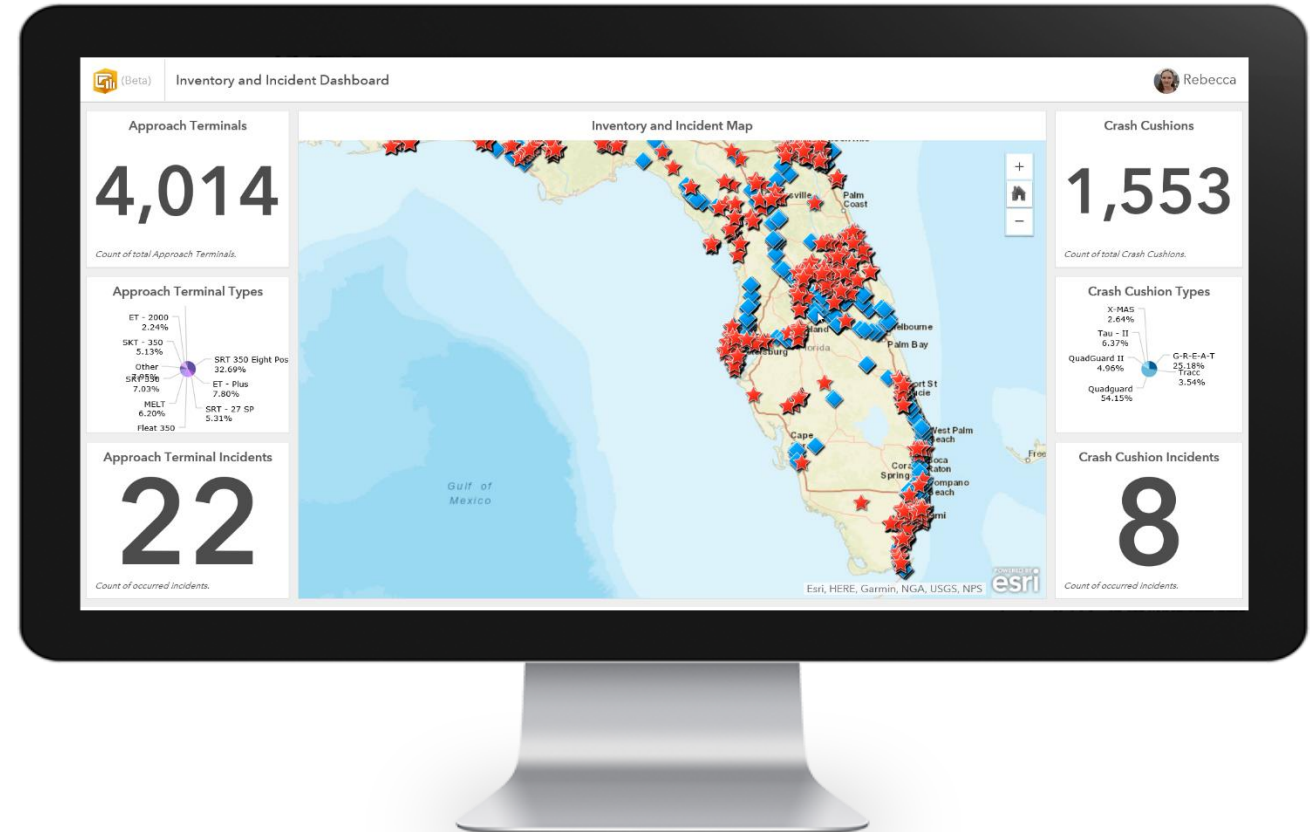 (Beta)
Inventory and Incident Dashboard
Rebecca
Approach Terminals
4,014
Count of total Approach Terminals.
Approach Terminal Types
ET - 2000
2.24%
SKT - 350
5.13%
Other
7.03%
MELT
6.20%
Fleat 350
SRT 350 Eight Pos
32.69%
ET - Plus
7.80%
SRT - 27 SP
5.31%
Approach Terminal Incidents
22
Count of occurred incidents.
Inventory and Incident Map
+
−
Palm
Coast
Palm Bay
Cape
West Palm
Gulf of
Mexico
Esri, HERE, Garmin, NGA, USGS, NPS
POWERED BY
esri
Crash Cushions
1,553
Count of total Crash Cushions.
Crash Cushion Types
X-MAS
2.64%
Tau - II
6.37%
QuadGuard II
4.96%
Quadguard
54.15%
G-R-E-A-T
25.18%
Tracc
3.54%
Crash Cushion Incidents
8
Count of occurred incidents.